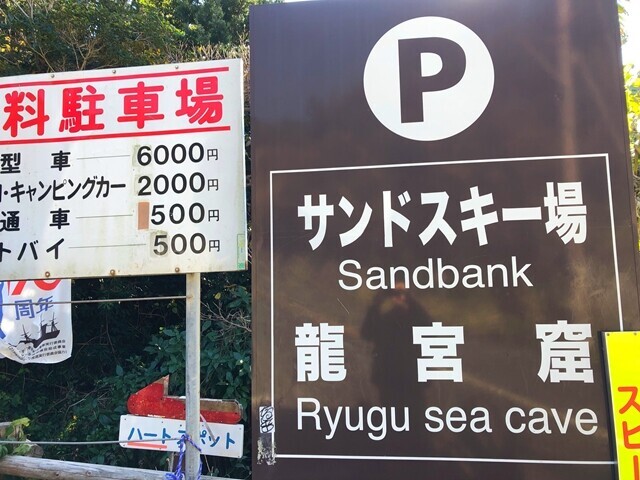 料駐車場
型車 6000円
・キャンピングカー 2000円
通車 500円
トバイ 500円
周年
ハートスポット
P
サンドスキー場
Sandbank
龍宮窟
Ryugu sea cave
スピー